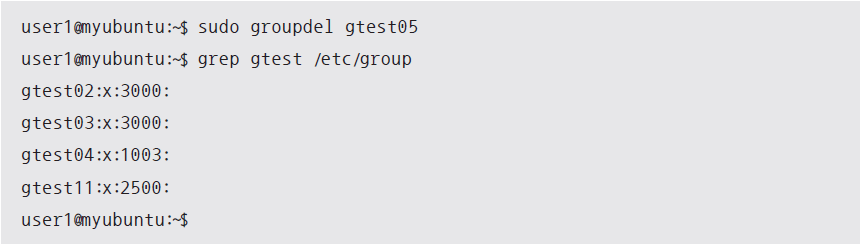 user1@myubuntu:~$ sudo groupdel gtest05
user1@myubuntu:~$ grep gtest /etc/group
gtest02:x:3000:
gtest03:x:3000:
gtest04:x:1003:
gtest11:x:2500:
user1@myubuntu:~$